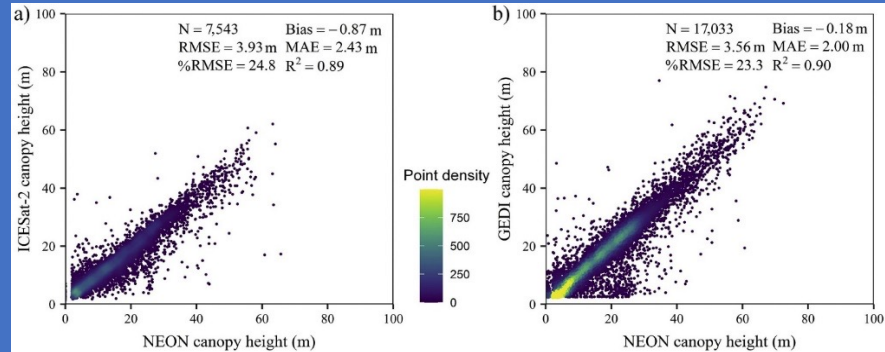 a)
N = 7,543 Bias = −0.87 m
RMSE = 3.93 m MAE = 2.43 m
%RMSE = 24.8 R² = 0.89
ICESat-2 canopy height (m)
100
80
60
40
20
0
0 20 40 60 80 100
NEON canopy height (m)
Point density
750
500
250
0
b)
N = 17,033 Bias = −0.18 m
RMSE = 3.56 m MAE = 2.00 m
%RMSE = 23.3 R² = 0.90
GEDI canopy height (m)
100
80
60
40
20
0
0 20 40 60 80 100
NEON canopy height (m)